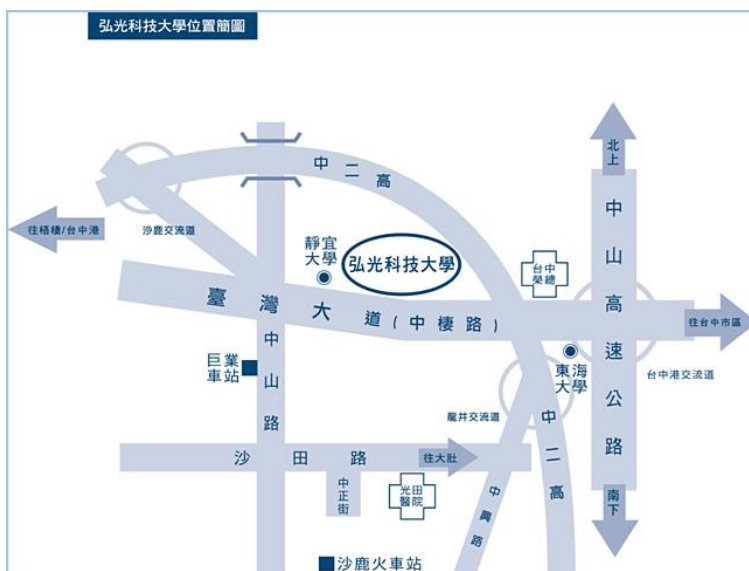 弘光科技大學位置簡圖
北上
中二高
中山高速公路
往梧棲/台中港
沙鹿交流道
靜宜
大學
弘光科技大學
台中
榮總
臺灣大道(中棲路)
往台中市區
中山路
巨業
車站
東海
大學
台中港交流道
龍井交流道
中二高
沙田路
往大肚
中正街
光田
醫院
中興路
南下
沙鹿火車站